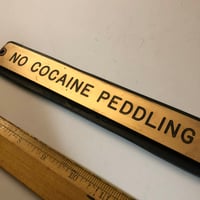 NO COCAINE PEDDLING